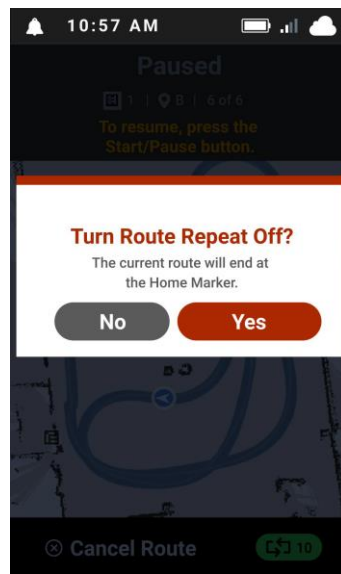 10:57 AM
Paused
1 | B | 6 of 6
To resume, press the
Start/Pause button.
Turn Route Repeat Off?
The current route will end at
the Home Marker.
No
Yes
Cancel Route
10